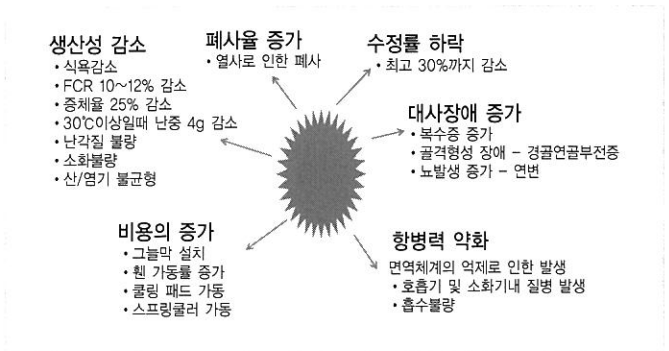 생산성 감소
• 식욕감소
• FCR 10~12% 감소
• 증체율 25% 감소
• 30℃이상일때 난중 4g 감소
• 난각질 불량
• 소화불량
• 산/염기 불균형
폐사율 증가
• 열사로 인한 폐사
수정률 하락
• 최고 30%까지 감소
대사장애 증가
• 복수증 증가
• 골격형성 장애 - 경골연골부전증
• 뇨발생 증가 - 연변
비용의 증가
• 그늘막 설치
• 휀 가동률 증가
• 쿨링 패드 가동
• 스프링쿨러 가동
항병력 약화
면역체계의 억제로 인한 발생
• 호흡기 및 소화기내 질병 발생
• 흡수불량